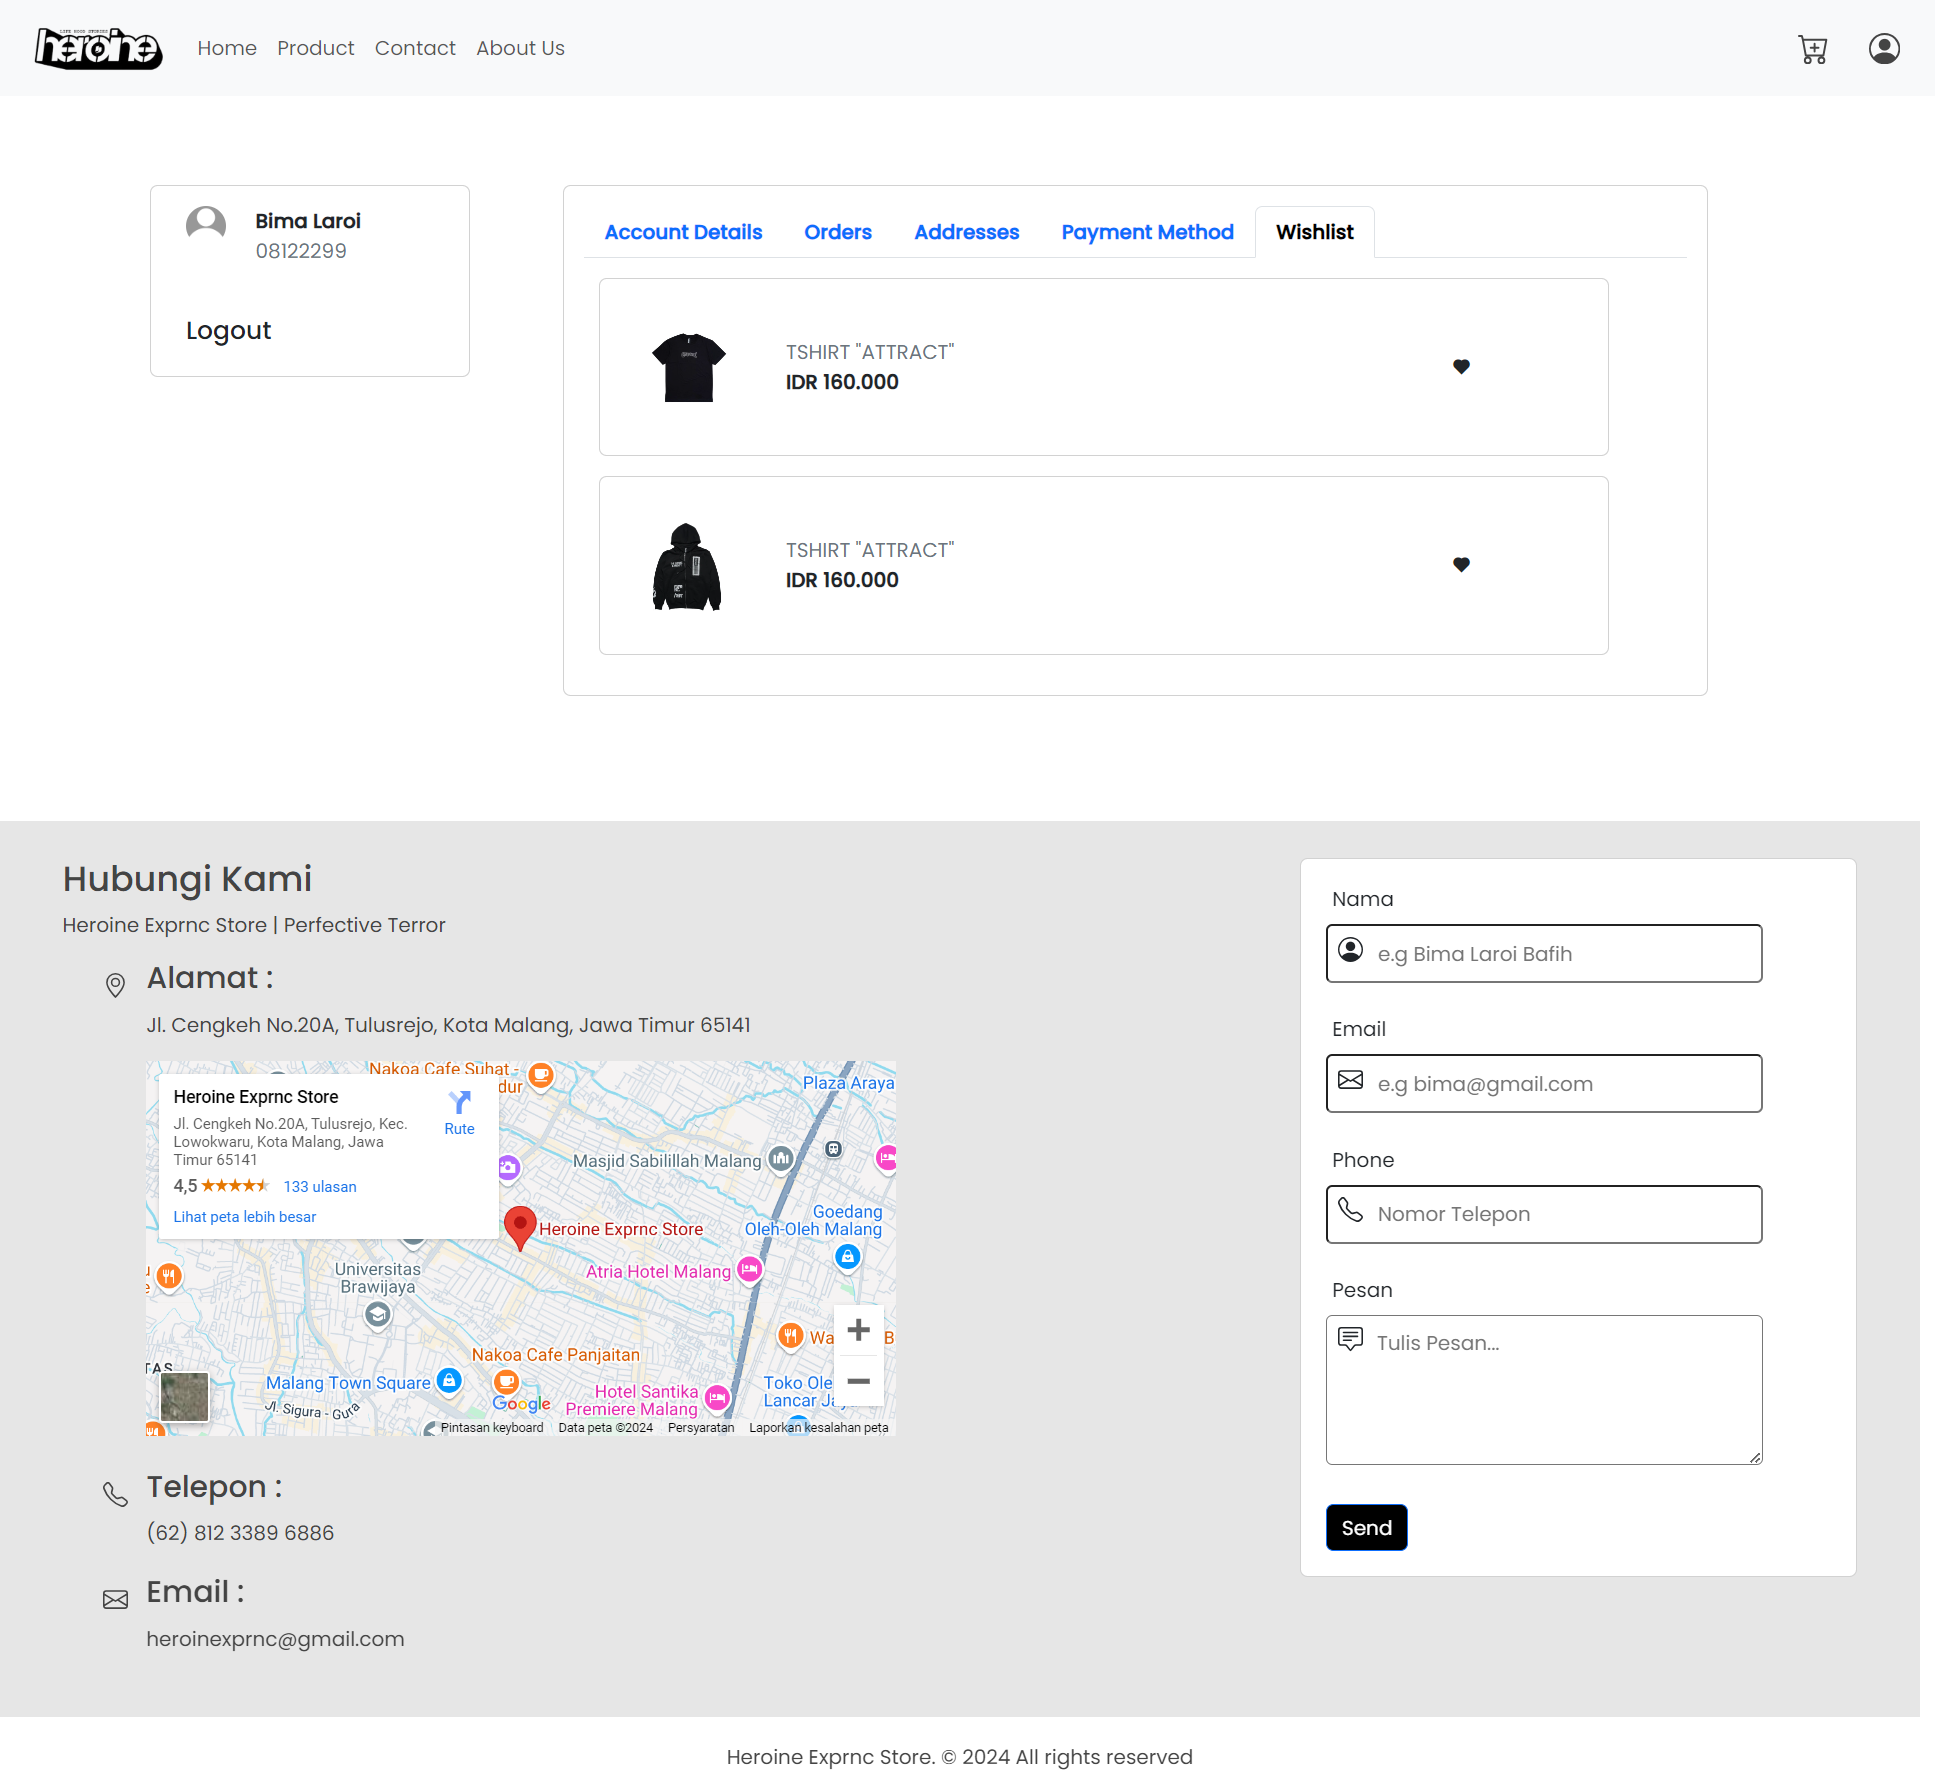 LIFE GOOD STORIES
heroine
Home Product Contact About Us
Bima Laroi
08122299
Logout
Account Details Orders Addresses Payment Method Wishlist
TSHIRT "ATTRACT"
IDR 160.000
TSHIRT "ATTRACT"
IDR 160.000
Hubungi Kami
Heroine Exprnc Store | Perfective Terror
Alamat :
Jl. Cengkeh No.20A, Tulusrejo, Kota Malang, Jawa Timur 65141
Heroine Exprnc Store
Jl. Cengkeh No.20A, Tulusrejo, Kec.
Lowokwaru, Kota Malang, Jawa
Timur 65141
4,5 133 ulasan
Lihat peta lebih besar
Rute
Nakoa Cafe Suhat -
dur
Plaza Araya
Masjid Sabilillah Malang
Goedang
Oleh-Oleh Malang
Heroine Exprnc Store
Atria Hotel Malang
Universitas
Brawijaya
Wa
B
Nakoa Cafe Panjaitan
TAS
Malang Town Square
Jl. Sigura - Gura
Hotel Santika
Premiere Malang
Toko Ole
Lancar Ja
Google
Pintasan keyboard Data peta ©2024 Persyaratan Laporkan kesalahan peta
Telepon :
(62) 812 3389 6886
Email :
heroinexprnc@gmail.com
Nama
e.g Bima Laroi Bafih
Email
e.g bima@gmail.com
Phone
Nomor Telepon
Pesan
Tulis Pesan...
Send
Heroine Exprnc Store. © 2024 All rights reserved